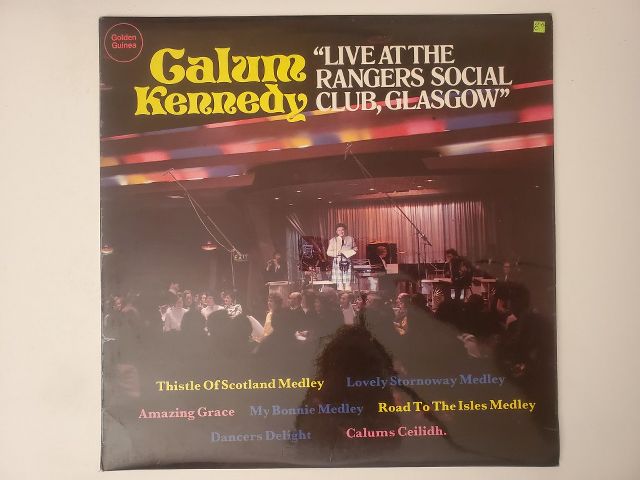 Golden
Guinea
Calum
Kennedy
“LIVE AT THE
RANGERS SOCIAL
CLUB, GLASGOW”
EXIT
Thistle Of Scotland Medley
Lovely Stornoway Medley
Amazing Grace
My Bonnie Medley
Road To The Isles Medley
Dancers Delight
Calums Ceilidh.